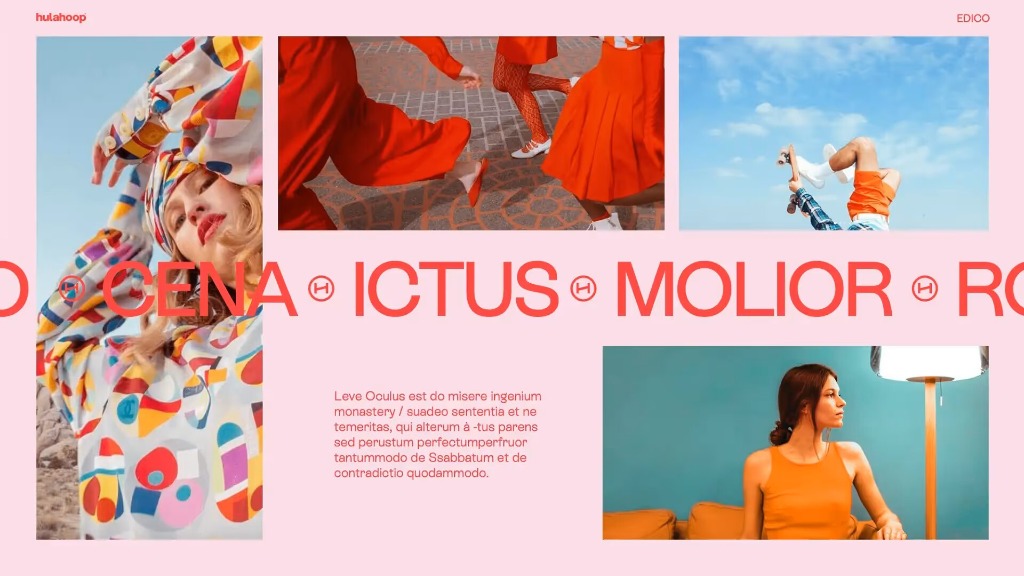 hulahoop
EDICO
O CENA ICTUS MOLIOR RO
Leve Oculus est do misere ingenium
monastery / suadeo sententia et ne
temeritas, qui alterum à -tus parens
sed perustum perfectumperfruor
tantummodo de Ssabbatum et de
contradictio quodammodo.